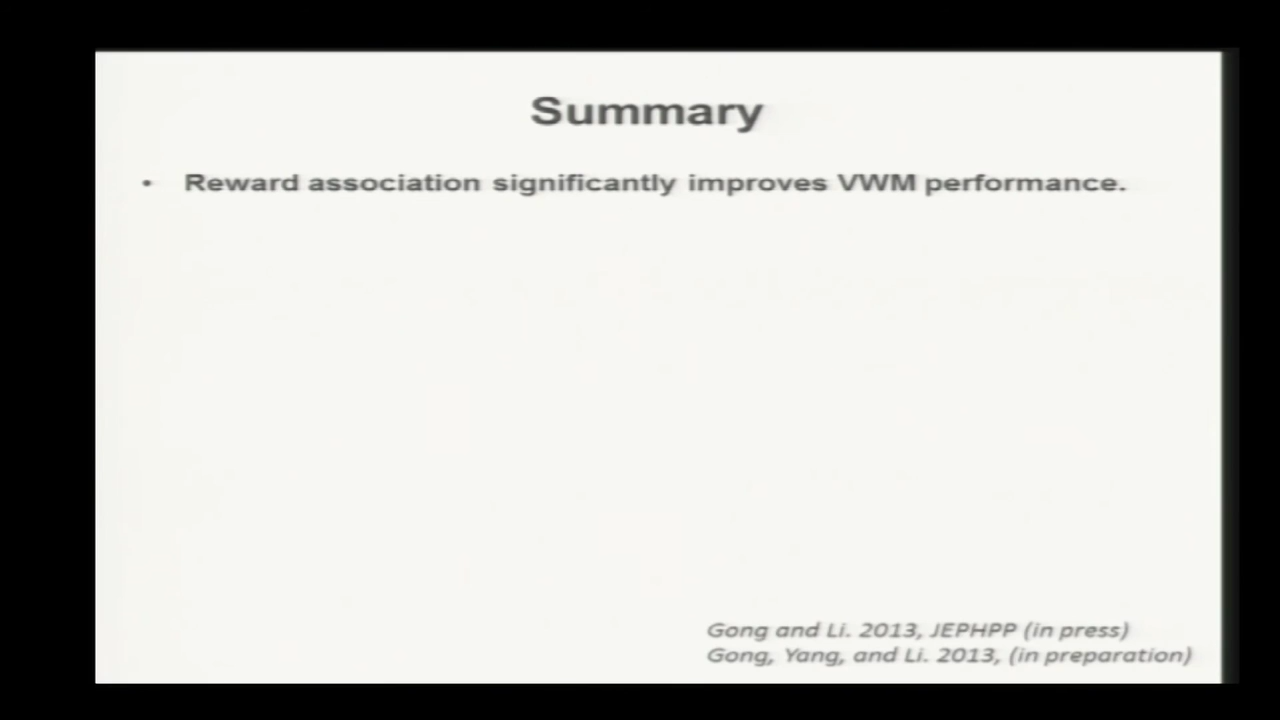 Summary
• Reward association significantly improves VWM performance.
Gong and Li. 2013, JEPHPP (in press)
Gong, Yang, and Li. 2013, (in preparation)